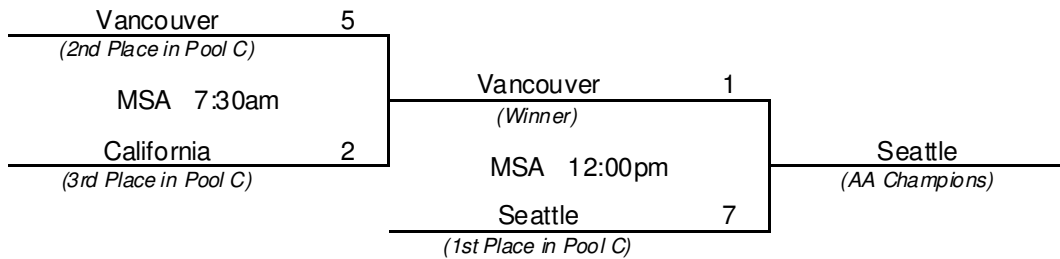 Vancouver 5
(2nd Place in Pool C)
MSA 7:30am
California 2
(3rd Place in Pool C)
Vancouver 1
(Winner)
MSA 12:00pm
Seattle 7
(1st Place in Pool C)
Seattle
(AA Champions)